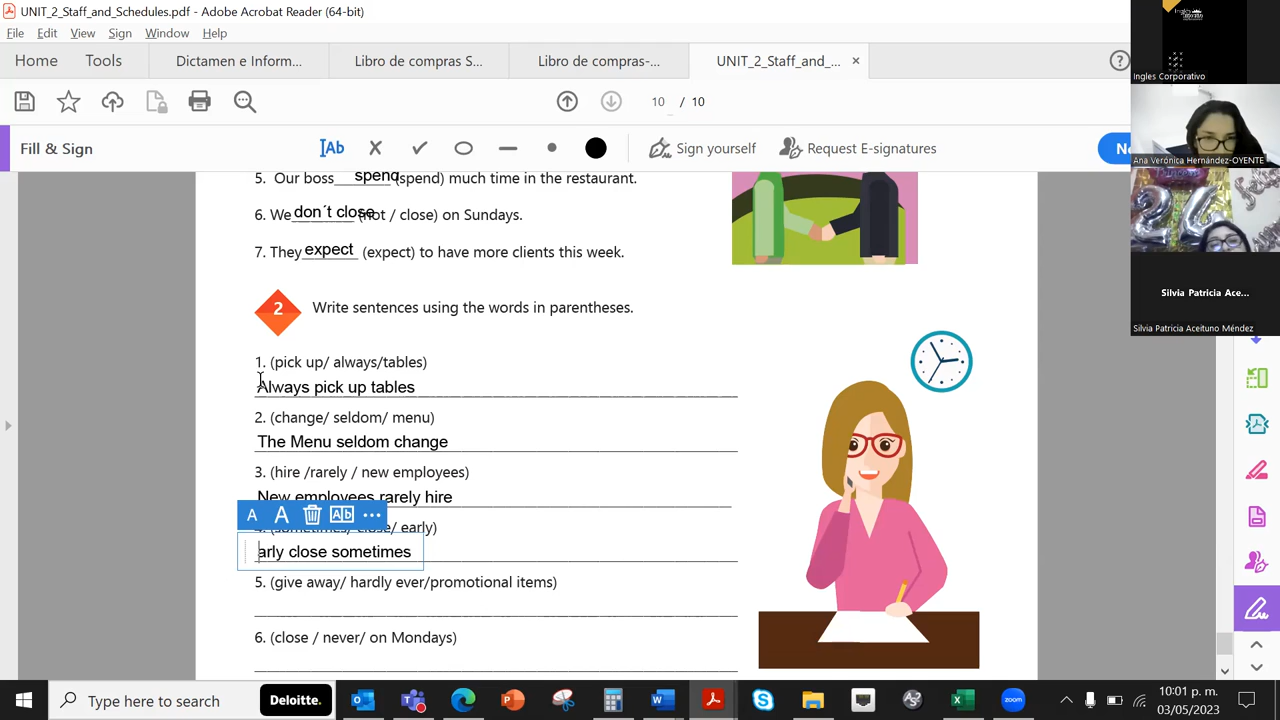 UNIT_2_Staff_and_Schedules.pdf - Adobe Acrobat Reader (64-bit)
File Edit View Sign Window Help
Home Tools Dictamen e Inform... Libro de compras S... Libro de compras-... UNIT_2_Staff_and_... ×
10 / 10
Fill & Sign Ab Sign yourself Request E-signatures
Ingles Corporativo
Ana Verónica Hernández-OYENTE
Silvia Patricia Ace...
Silvia Patricia Aceituno Méndez
5. Our boss spend (spend) much time in the restaurant.
6. We don´t close (not / close) on Sundays.
7. They expect (expect) to have more clients this week.
2 Write sentences using the words in parentheses.
1. (pick up/ always/tables)
Always pick up tables
2. (change/ seldom/ menu)
The Menu seldom change
3. (hire /rarely / new employees)
New employees rarely hire
A A Ab ...
4. (sometimes/ close/ early)
arly close sometimes
5. (give away/ hardly ever/promotional items)
6. (close / never/ on Mondays)
Type here to search Deloitte. 10:01 p. m.
03/05/2023